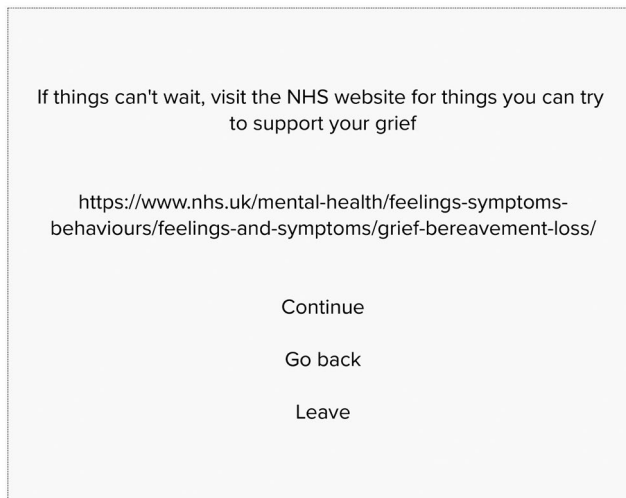 If things can't wait, visit the NHS website for things you can try
to support your grief
https://www.nhs.uk/mental-health/feelings-symptoms-
behaviours/feelings-and-symptoms/grief-bereavement-loss/
Continue
Go back
Leave